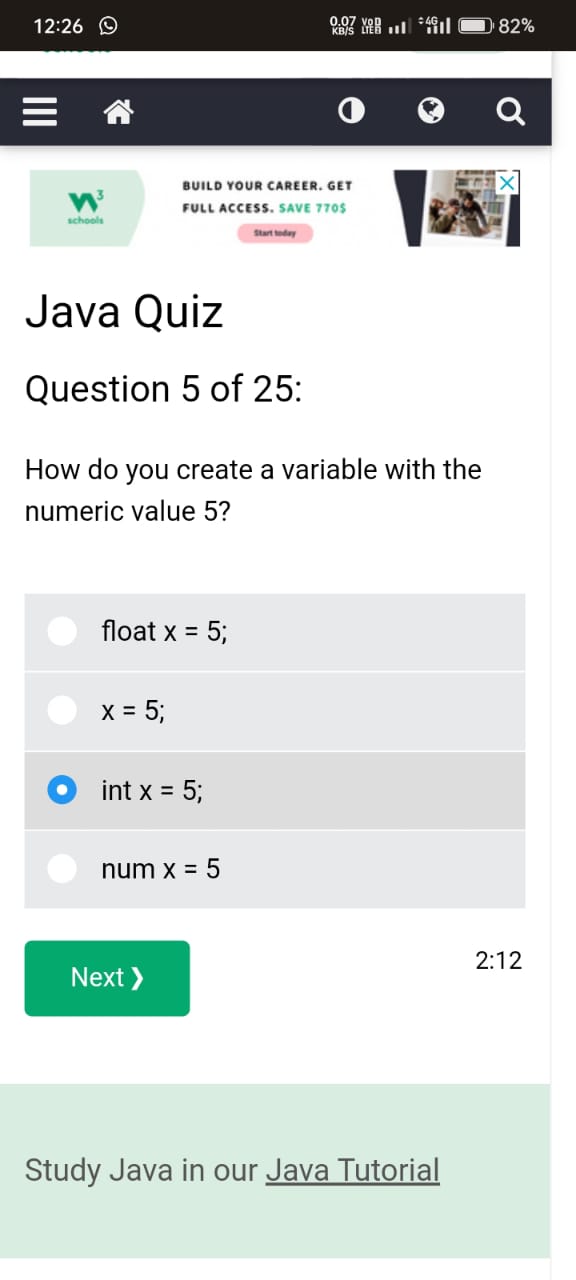 12:26
0.07 KB/S
VoD LTE
4G
82%
w3
schools
BUILD YOUR CAREER. GET
FULL ACCESS. SAVE 770$
Start today
Java Quiz
Question 5 of 25:
How do you create a variable with the
numeric value 5?
float x = 5;
x = 5;
int x = 5;
num x = 5
Next ❯
2:12
Study Java in our Java Tutorial